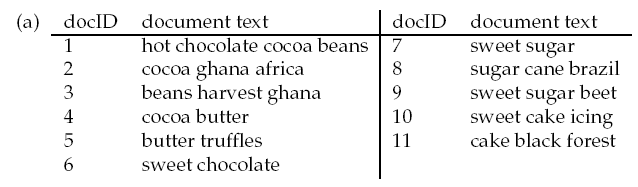 (a) docID document text docID document text
1 hot chocolate cocoa beans 7 sweet sugar
2 cocoa ghana africa 8 sugar cane brazil
3 beans harvest ghana 9 sweet sugar beet
4 cocoa butter 10 sweet cake icing
5 butter truffles 11 cake black forest
6 sweet chocolate